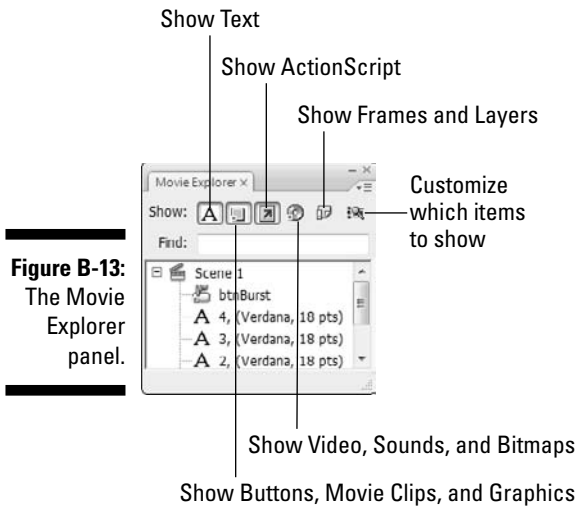 Show Text
Show ActionScript
Show Frames and Layers
Movie Explorer ×
Show: A
Customize
which items
to show
Find:
Figure B-13:
The Movie
Explorer
panel.
Scene 1
btnBurst
A 4, (Verdana, 18 pts)
A 3, (Verdana, 18 pts)
A 2, (Verdana, 18 pts)
Show Video, Sounds, and Bitmaps
Show Buttons, Movie Clips, and Graphics